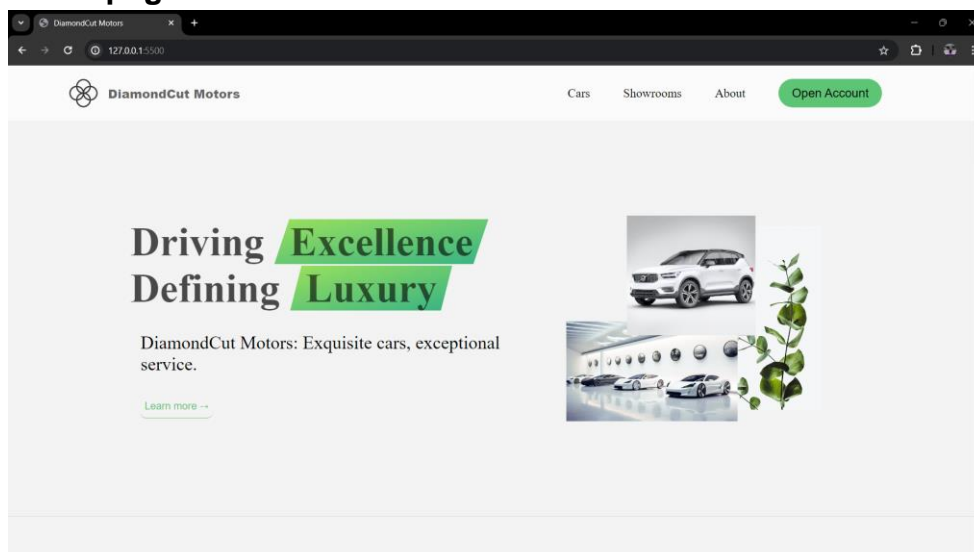 DiamondCut Motors
127.0.0.1:5500
DiamondCut Motors
Cars Showrooms About Open Account
Driving Excellence
Defining Luxury
DiamondCut Motors: Exquisite cars, exceptional
service.
Learn more →